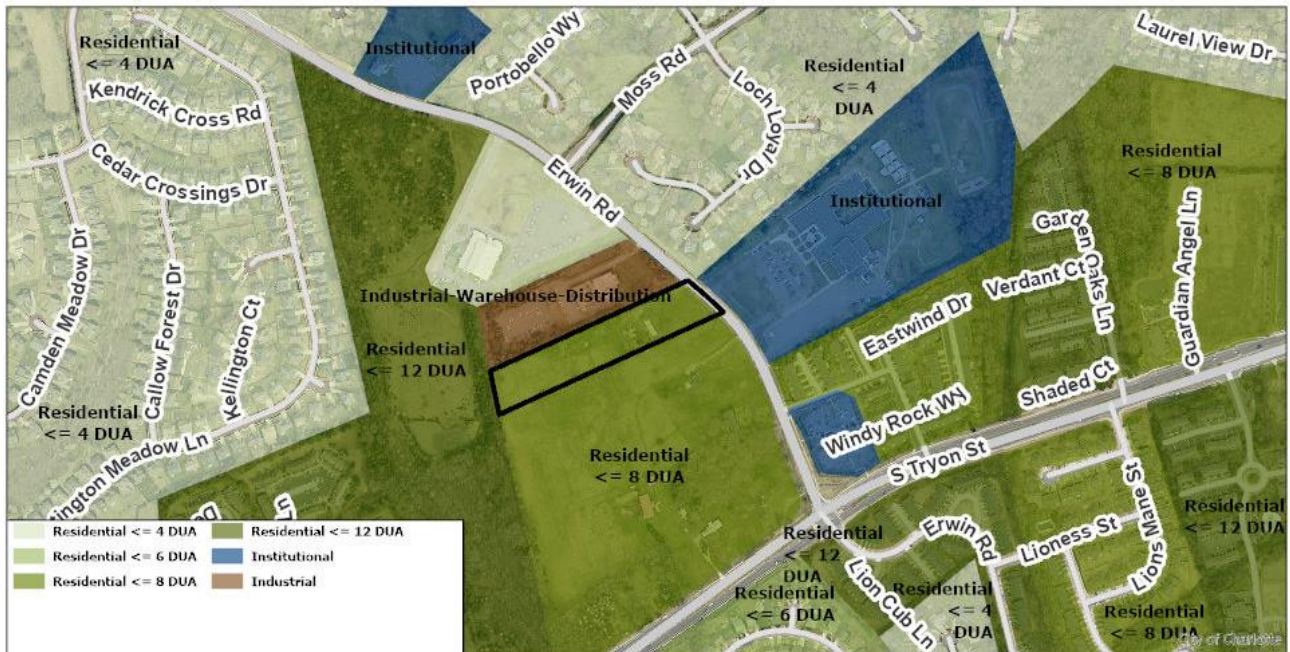 Residential
<= 4 DUA
Institutional
Portobello Wy
Moss Rd
Loch Loyal Dr
Residential
<= 4
DUA
Laurel View Dr
Kendrick Cross Rd
Cedar Crossings Dr
Erwin Rd
Institutional
Residential
<= 8 DUA
Garden Oaks Ln
Guardian Angel Ln
Verdant Ct
Eastwind Dr
Camden Meadow Dr
Callow Forest Dr
Kellington Ct
Industrial-Warehouse-Distribution
Residential
<= 12 DUA
Shaded Ct
Windy Rock Wy
S Tryon St
Residential
<= 4 DUA
Residential
<= 8 DUA
Meadow Ln
Residential
<= 12
DUA
Erwin Rd
Lioness St
Lions Mane St
Residential
<= 12 DUA
Lion Cub Ln
Residential
<= 6 DUA
Residential
<= 4
DUA
Residential
<= 8 DUA
Residential <= 4 DUA
Residential <= 12 DUA
Residential <= 6 DUA
Institutional
Residential <= 8 DUA
Industrial
City of Charlotte